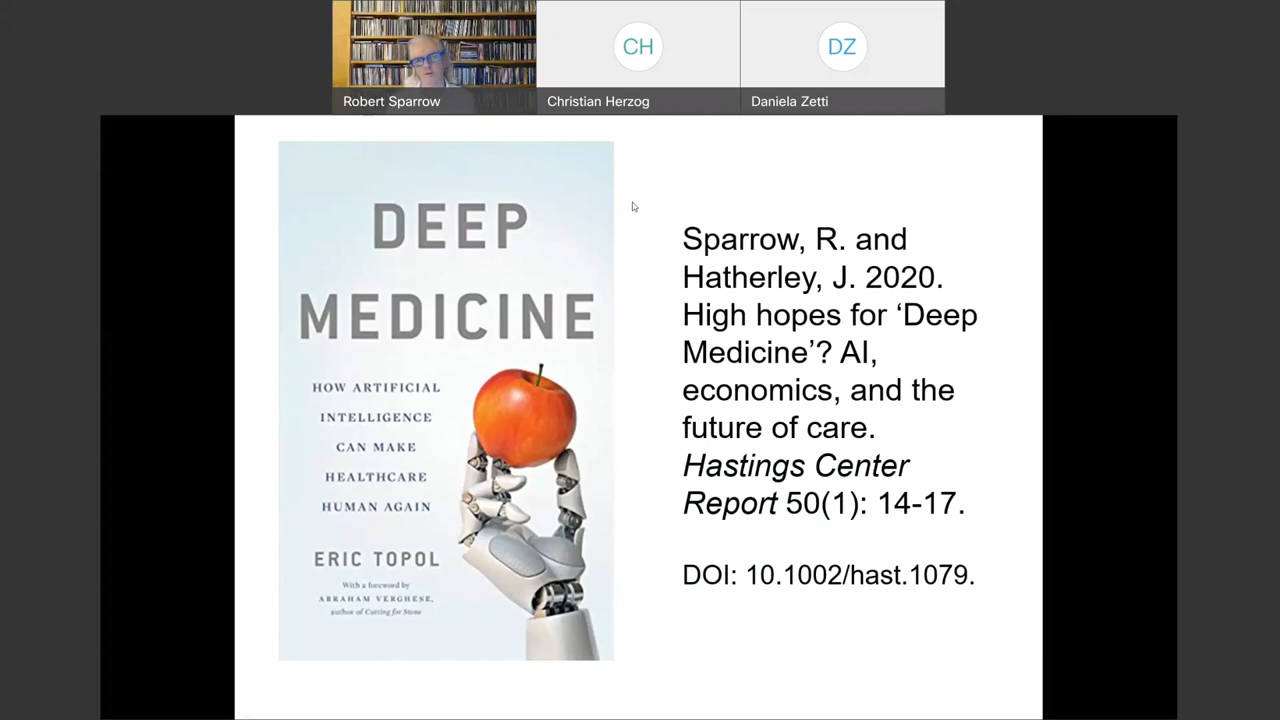 CH
DZ
Robert Sparrow
Christian Herzog
Daniela Zetti
DEEP
MEDICINE
HOW ARTIFICIAL
INTELLIGENCE
CAN MAKE
HEALTHCARE
HUMAN AGAIN
ERIC TOPOL
With a foreword by
ABRAHAM VERGHESE,
author of Cutting for Stone
Sparrow, R. and
Hatherley, J. 2020.
High hopes for ‘Deep
Medicine’? AI,
economics, and the
future of care.
Hastings Center
Report 50(1): 14-17.
DOI: 10.1002/hast.1079.